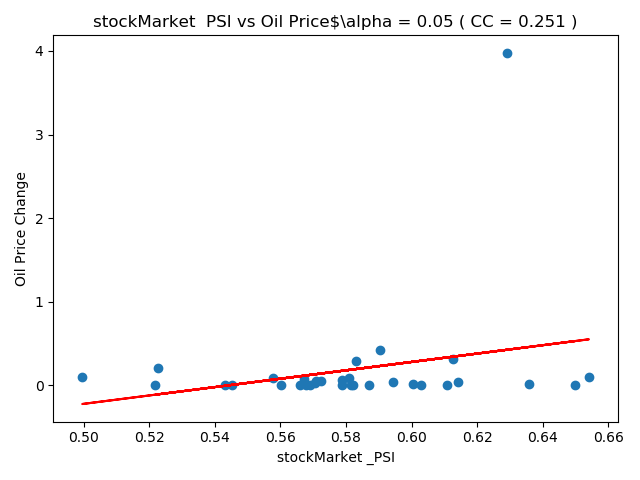 stockMarket  PSI vs Oil Price$\alpha = 0.05 ( CC = 0.251 )
4
3
2
1
0
Oil Price Change
0.50 0.52 0.54 0.56 0.58 0.60 0.62 0.64 0.66
stockMarket _PSI